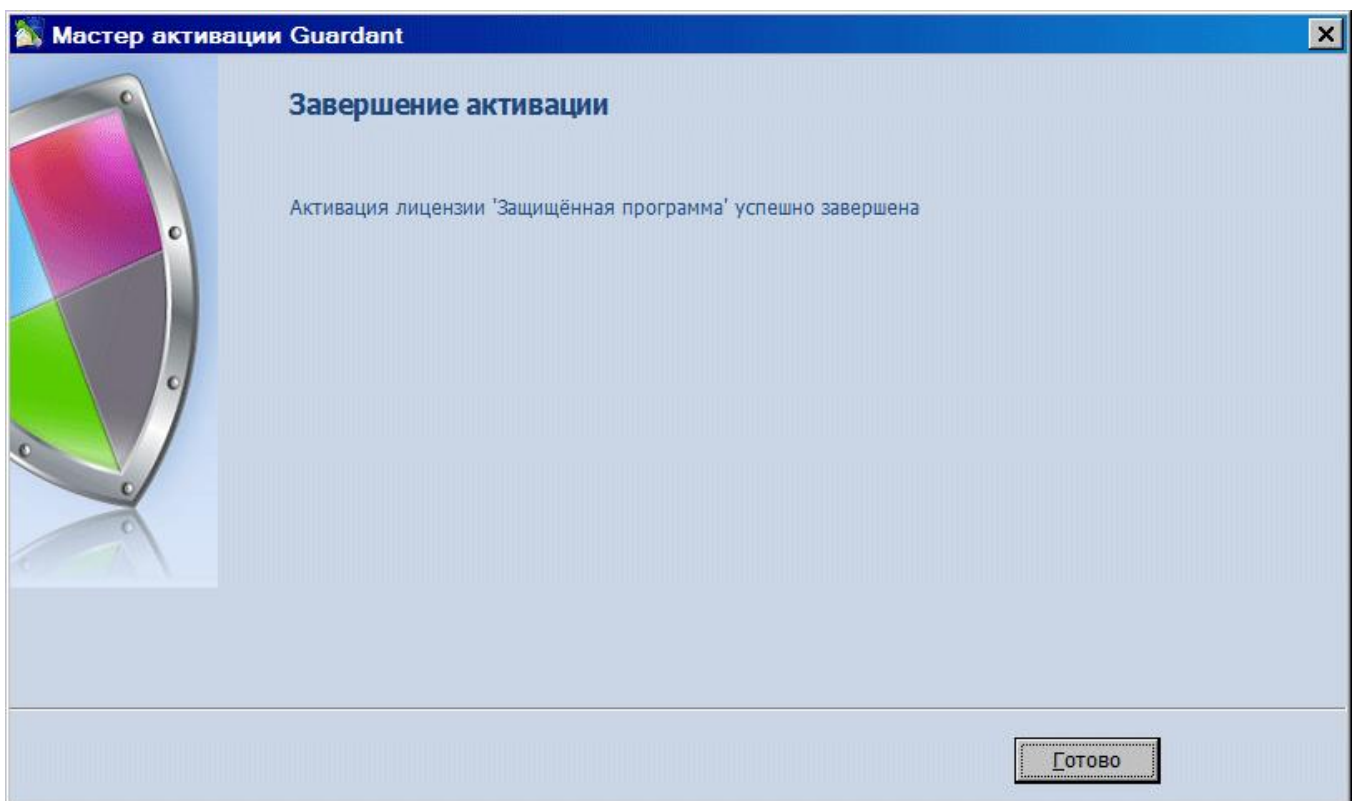 Мастер активации Guardant
Завершение активации
Активация лицензии 'Защищённая программа' успешно завершена
Готово